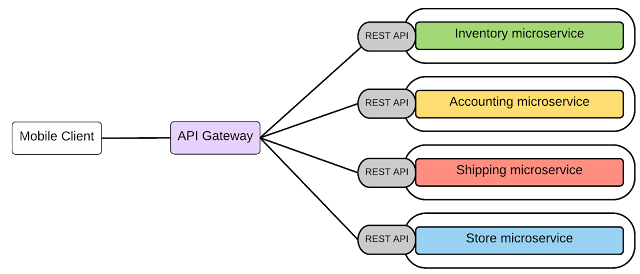 Mobile Client
API Gateway
REST API
Inventory microservice
REST API
Accounting microservice
REST API
Shipping microservice
REST API
Store microservice